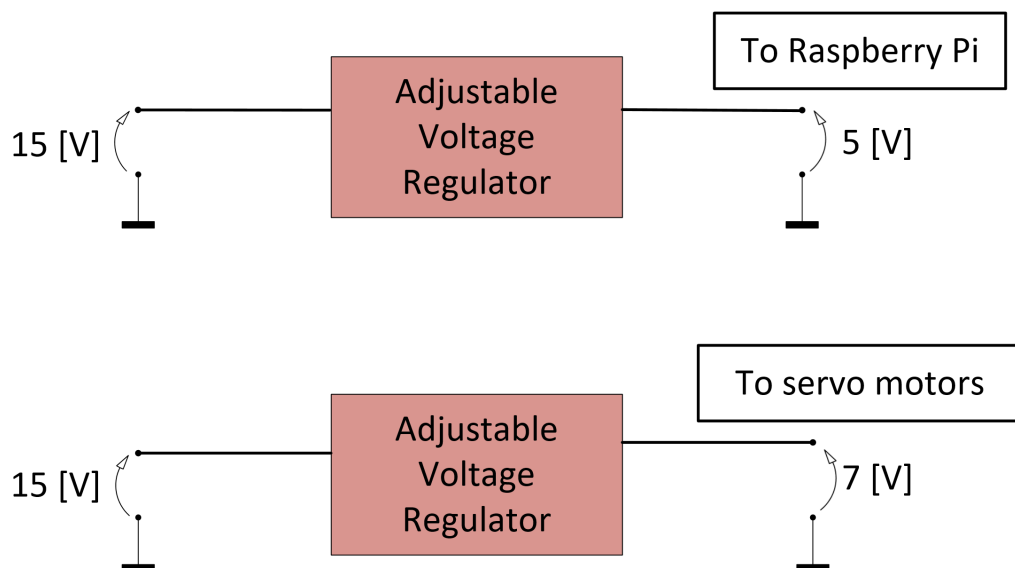 To Raspberry Pi
Adjustable
Voltage
Regulator
15 [V]
5 [V]
To servo motors
Adjustable
Voltage
Regulator
15 [V]
7 [V]